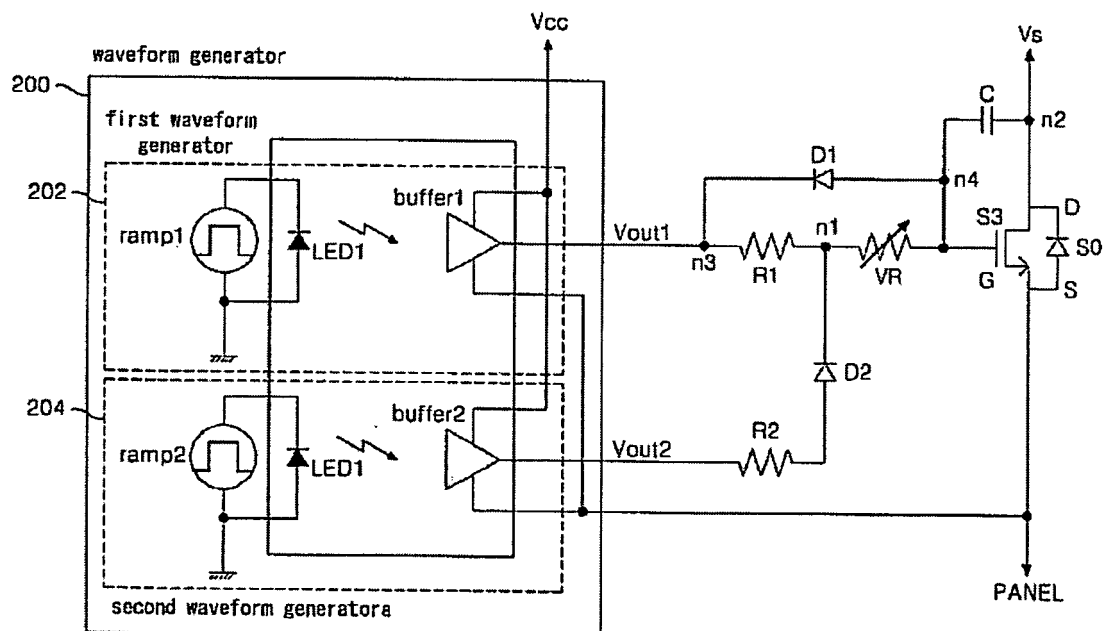 Vcc
Vs
waveform generator
200
C
n2
first waveform
generator
D1
n4
202
buffer1
S3
D
ramp1
LED1
Vout1
n1
S0
n3
R1
VR
G
S
204
D2
buffer2
R2
ramp2
LED1
Vout2
PANEL
second waveform generatora